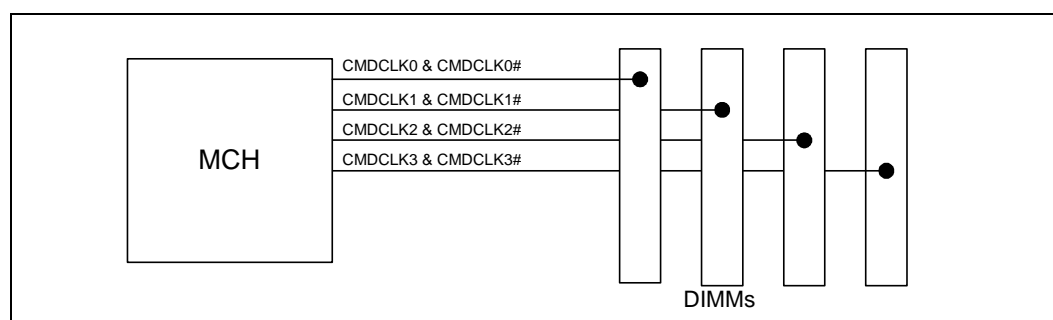 CMDCLK0 & CMDCLK0#
CMDCLK1 & CMDCLK1#
CMDCLK2 & CMDCLK2#
CMDCLK3 & CMDCLK3#
MCH
DIMMs